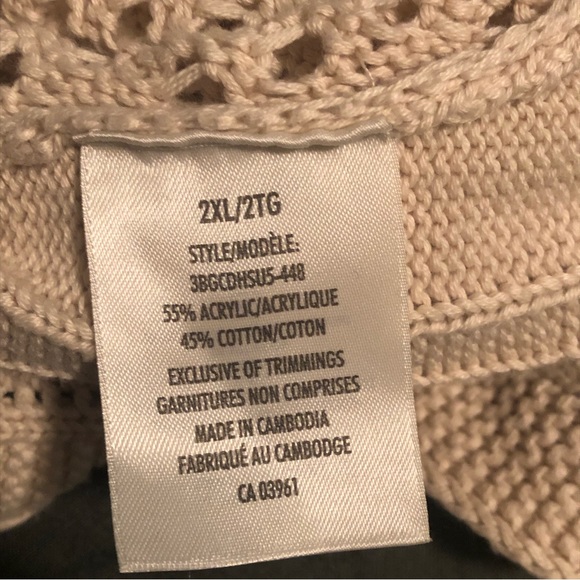 2XL/2TG
STYLE/MODÈLE:
3BGCDHSU5-448
55% ACRYLIC/ACRYLIQUE
45% COTTON/COTON
EXCLUSIVE OF TRIMMINGS
GARNITURES NON COMPRISES
MADE IN CAMBODIA
FABRIQUÉ AU CAMBODGE
CA 03961